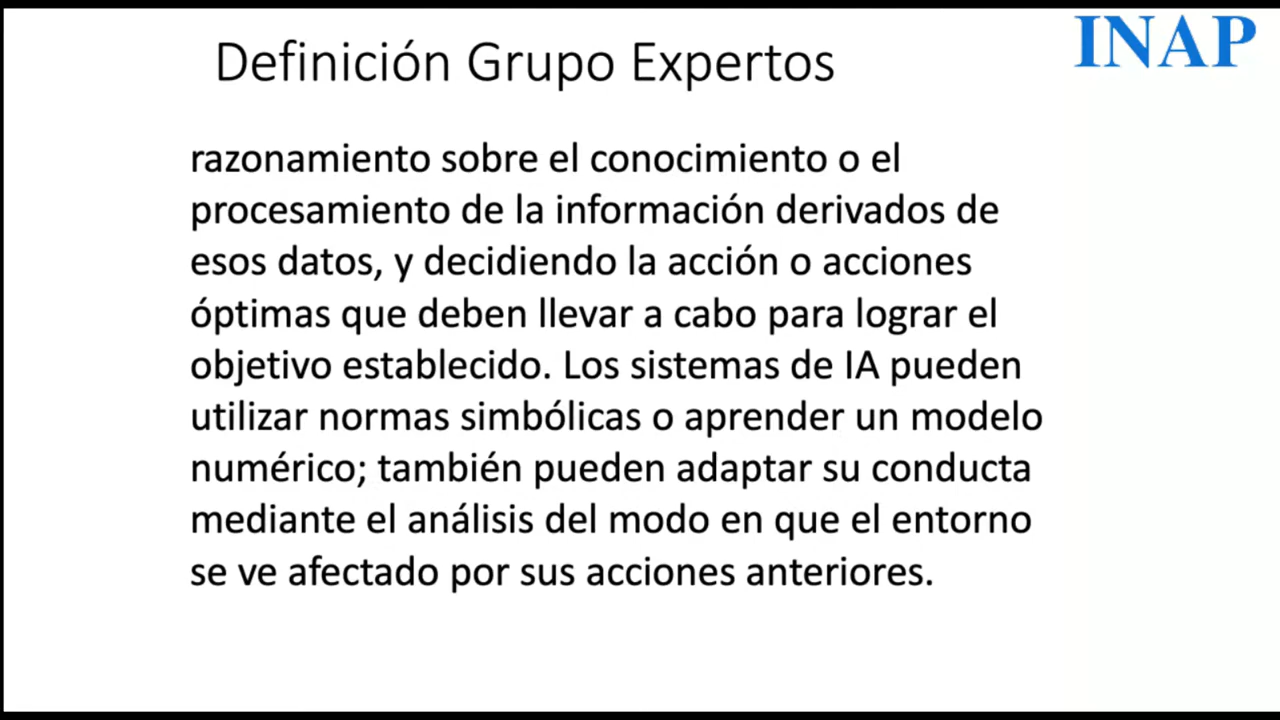 INAP
Definición Grupo Expertos
razonamiento sobre el conocimiento o el
procesamiento de la información derivados de
esos datos, y decidiendo la acción o acciones
óptimas que deben llevar a cabo para lograr el
objetivo establecido. Los sistemas de IA pueden
utilizar normas simbólicas o aprender un modelo
numérico; también pueden adaptar su conducta
mediante el análisis del modo en que el entorno
se ve afectado por sus acciones anteriores.